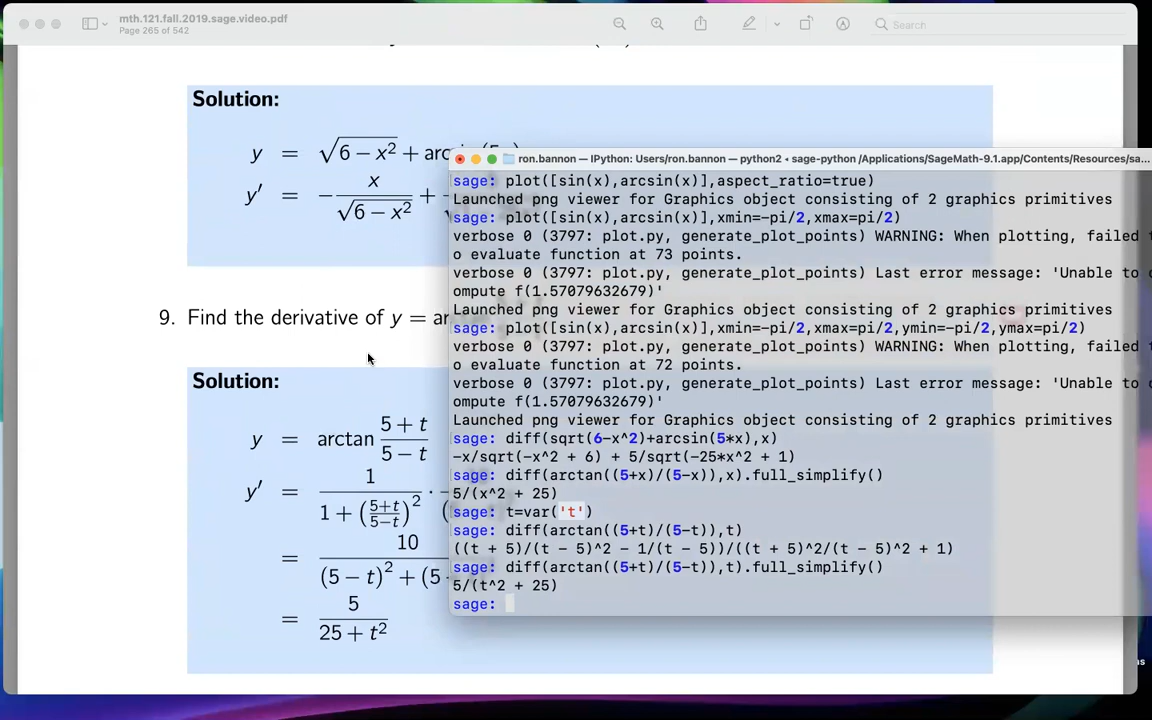 mth.121.fall.2019.sage.video.pdf
Page 265 of 542
Search
Solution:
y = √6 − x² + arcsin (5
y′ = − x / √6 − x² +
9. Find the derivative of y = ar
Solution:
y = arctan 5 + t / 5 − t
y′ = 1 / 1 + (5+t / 5−t)² ·
= 10 / (5 − t)² + (5
= 5 / 25 + t²
ron.bannon — IPython: Users/ron.bannon — python2 ◂ sage-python /Applications/SageMath-9.1.app/Contents/Resources/sa...
sage: plot([sin(x),arcsin(x)],aspect_ratio=true)
Launched png viewer for Graphics object consisting of 2 graphics primitives
sage: plot([sin(x),arcsin(x)],xmin=-pi/2,xmax=pi/2)
verbose 0 (3797: plot.py, generate_plot_points) WARNING: When plotting, failed t
o evaluate function at 73 points.
verbose 0 (3797: plot.py, generate_plot_points) Last error message: 'Unable to c
ompute f(1.57079632679)'
Launched png viewer for Graphics object consisting of 2 graphics primitives
sage: plot([sin(x),arcsin(x)],xmin=-pi/2,xmax=pi/2,ymin=-pi/2,ymax=pi/2)
verbose 0 (3797: plot.py, generate_plot_points) WARNING: When plotting, failed t
o evaluate function at 72 points.
verbose 0 (3797: plot.py, generate_plot_points) Last error message: 'Unable to c
ompute f(1.57079632679)'
Launched png viewer for Graphics object consisting of 2 graphics primitives
sage: diff(sqrt(6-x^2)+arcsin(5*x),x)
-x/sqrt(-x^2 + 6) + 5/sqrt(-25*x^2 + 1)
sage: diff(arctan((5+x)/(5-x)),x).full_simplify()
5/(x^2 + 25)
sage: t=var('t')
sage: diff(arctan((5+t)/(5-t)),t)
((t + 5)/(t - 5)^2 - 1/(t - 5))/((t + 5)^2/(t - 5)^2 + 1)
sage: diff(arctan((5+t)/(5-t)),t).full_simplify()
5/(t^2 + 25)
sage: